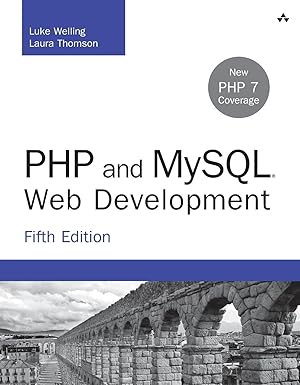 Luke Welling
Laura Thomson
New
PHP 7
Coverage
PHP and MySQL®
Web Development
Fifth Edition